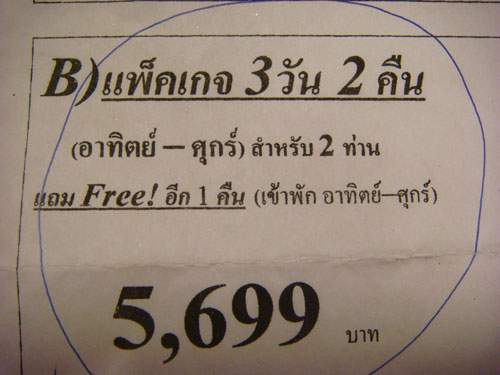 B) แพ็คเกจ 3 วัน 2 คืน
(อาทิตย์ – ศุกร์) สำหรับ 2 ท่าน
แถม Free! อีก 1 คืน (เข้าพัก อาทิตย์–ศุกร์)
5,699 บาท